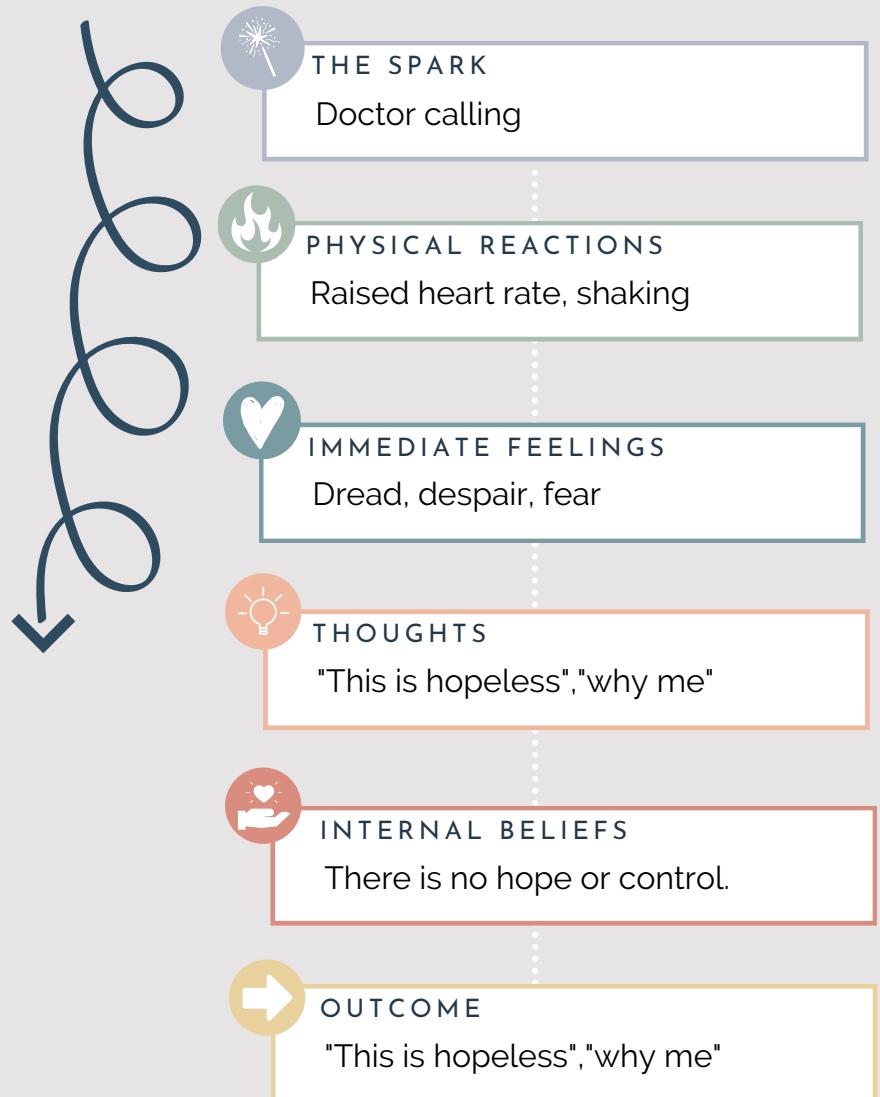 THE SPARK
Doctor calling
PHYSICAL REACTIONS
Raised heart rate, shaking
IMMEDIATE FEELINGS
Dread, despair, fear
THOUGHTS
"This is hopeless","why me"
INTERNAL BELIEFS
There is no hope or control.
OUTCOME
"This is hopeless","why me"